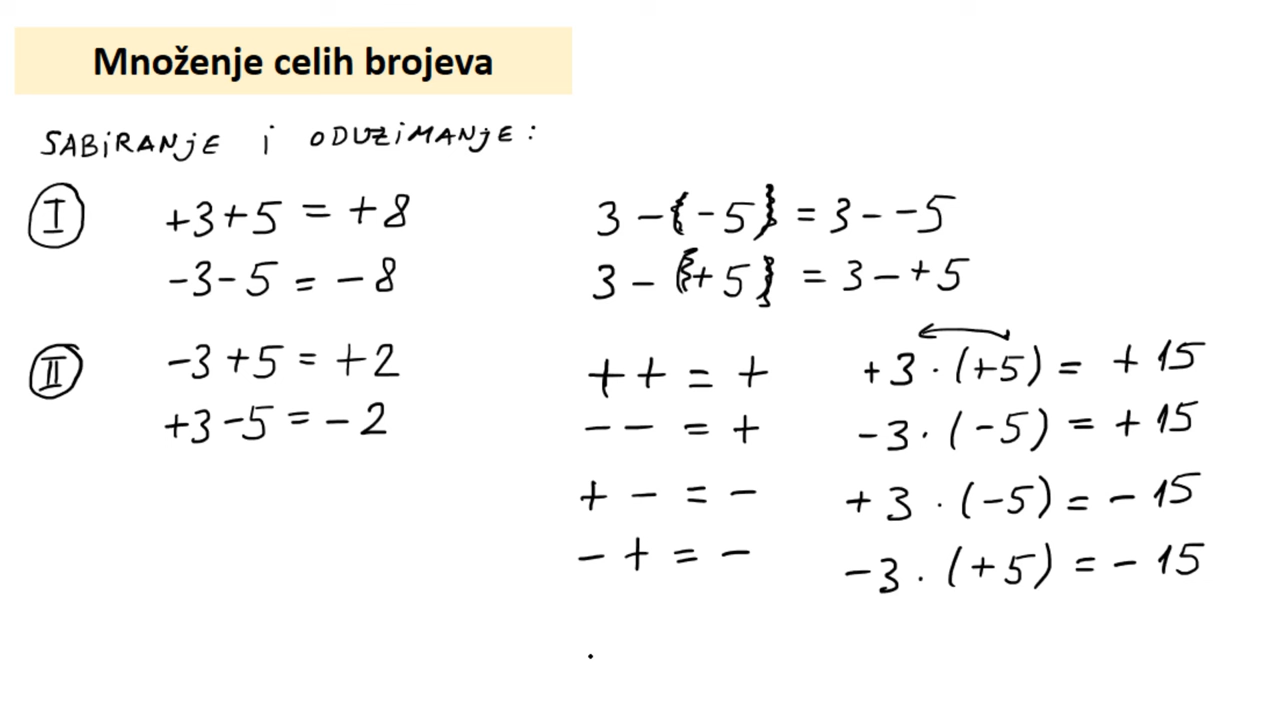 Množenje celih brojeva
SABIRANJE I ODUZIMANJE:
I
+3+5 = +8
-3-5 = -8
II
-3+5 = +2
+3-5 = -2
3-(-5) = 3--5
3-(+5) = 3-+5
++ = +
-- = +
+- = -
-+ = -
+3·(+5) = +15
-3·(-5) = +15
+3·(-5) = -15
-3·(+5) = -15